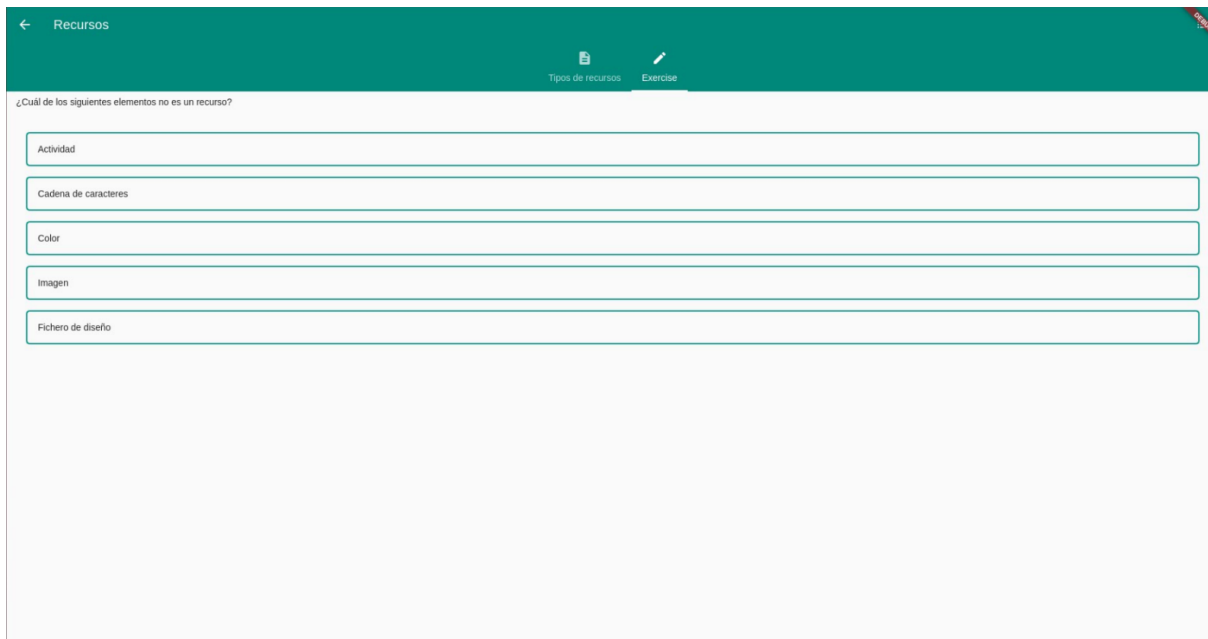 Recursos
Tipos de recursos
Exercise
¿Cuál de los siguientes elementos no es un recurso?
Actividad
Cadena de caracteres
Color
Imagen
Fichero de diseño